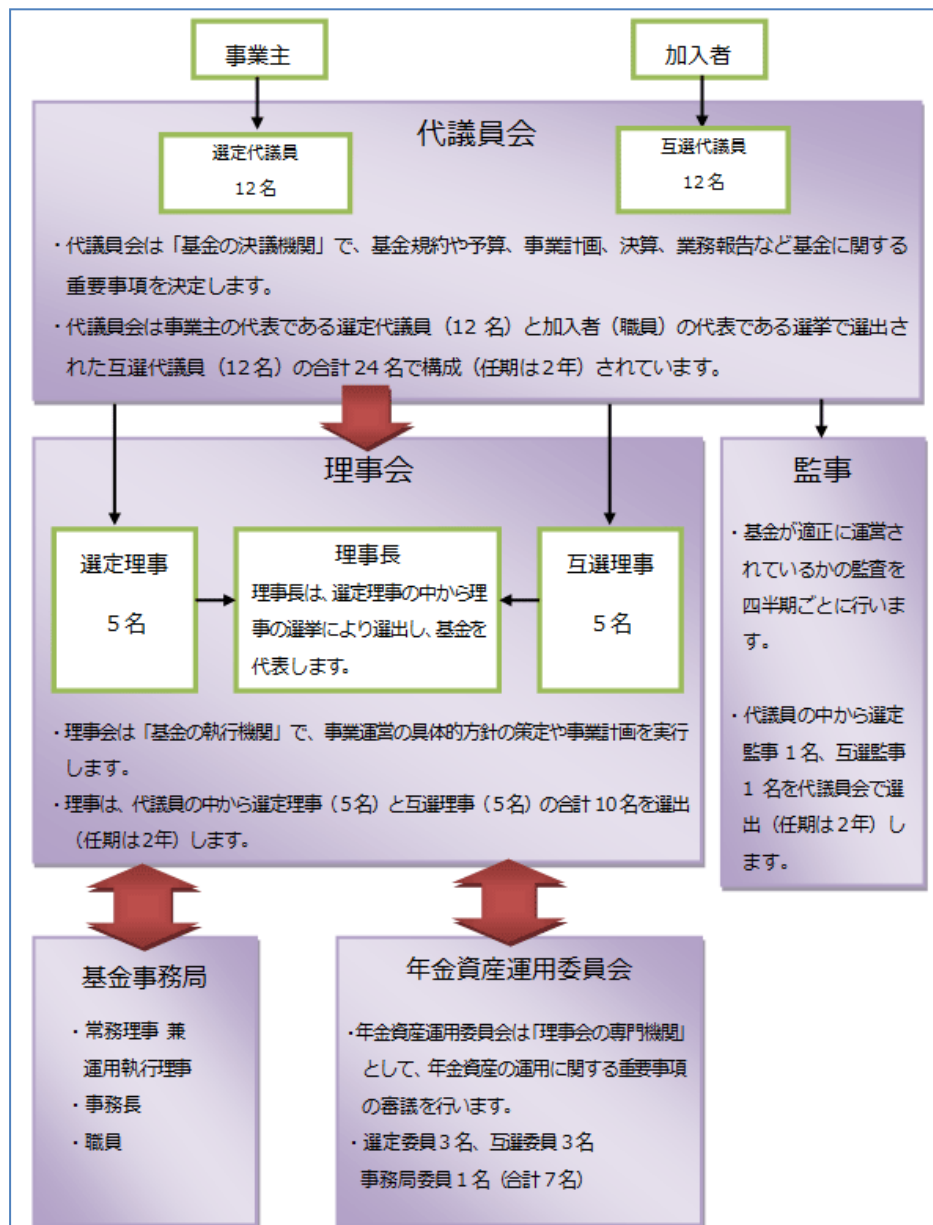 事業主
加入者
代議員会
選定代議員
12名
互選代議員
12名
・代議員会は「基金の決議機関」で、基金規約や予算、事業計画、決算、業務報告など基金に関する
重要事項を決定します。
・代議員会は事業主の代表である選定代議員（12 名）と加入者（職員）の代表である選挙で選出さ
れた互選代議員（12名）の合計24名で構成（任期は2年）されています。
理事会
選定理事
5名
理事長
理事長は、選定理事の中から理
事の選挙により選出し、基金を
代表します。
互選理事
5名
・理事会は「基金の執行機関」で、事業運営の具体的方針の策定や事業計画を実行
します。
・理事は、代議員の中から選定理事（5名）と互選理事（5名）の合計10名を選出
（任期は2年）します。
監事
・基金が適正に運営さ
れているかの監査を
四半期ごとに行いま
す。
・代議員の中から選定
監事 1名、互選監事
1 名を代議員会で選
出（任期は2年）し
ます。
基金事務局
・常務理事 兼
運用執行理事
・事務長
・職員
年金資産運用委員会
・年金資産運用委員会は「理事会の専門機関」
として、年金資産の運用に関する重要事項
の審議を行います。
・選定委員3名、互選委員3名
事務局委員1名（合計7名）